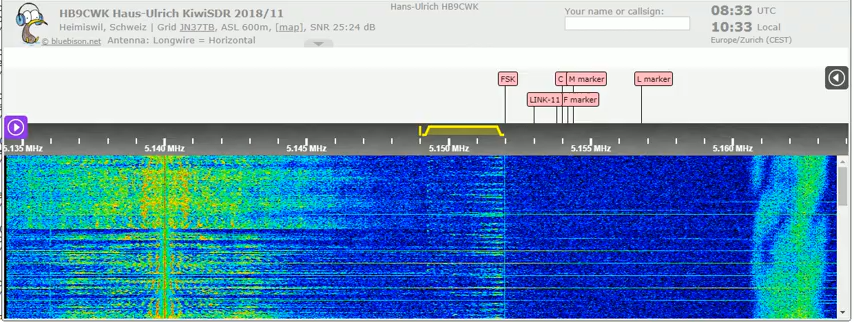 HB9CWK Haus-Ulrich KiwiSDR 2018/11
Hans-Ulrich HB9CWK
Heimiswil, Schweiz | Grid JN37TB, ASL 600m, [map], SNR 25:24 dB
© bluebison.net Antenna: Longwire = Horizontal
Your name or callsign:
08:33 UTC
10:33 Local
Europe/Zurich (CEST)
FSK
C
M marker
L marker
LINK-11
F marker
5.135 MHz
5.140 MHz
5.145 MHz
5.150 MHz
5.155 MHz
5.160 MHz